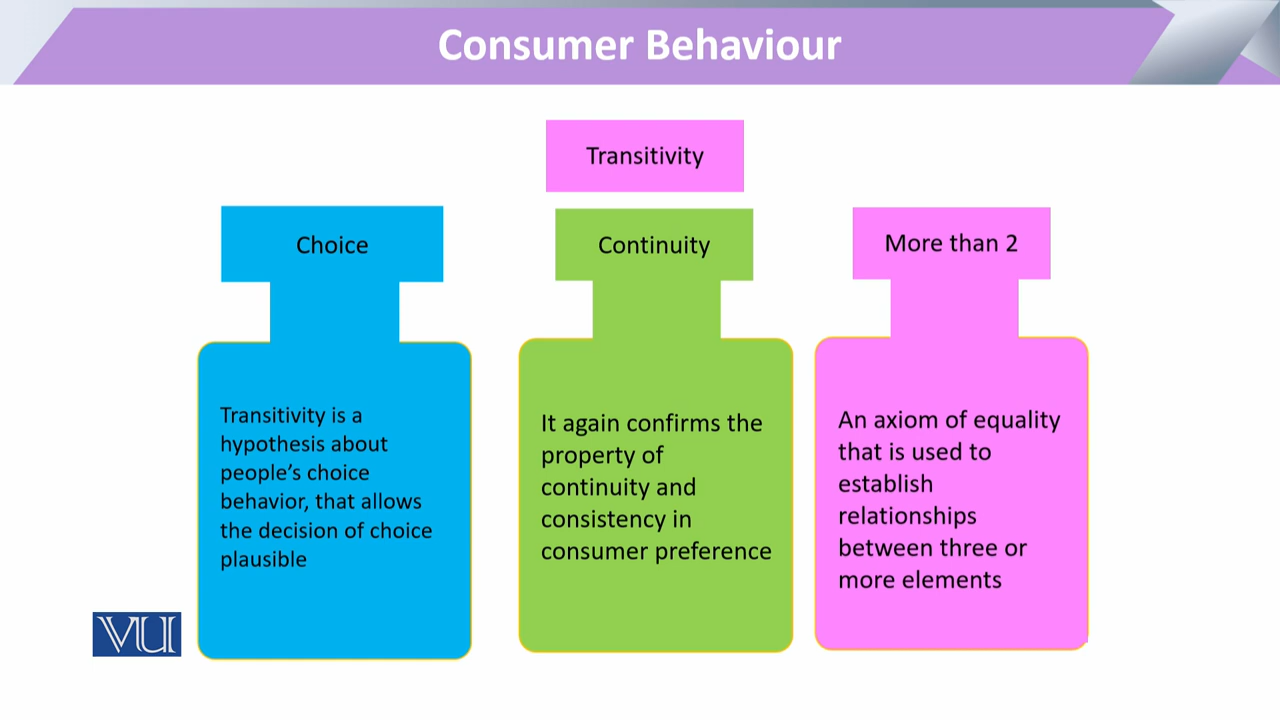 Consumer Behaviour
Transitivity
Choice
Continuity
More than 2
Transitivity is a
hypothesis about
people’s choice
behavior, that allows
the decision of choice
plausible
It again confirms the
property of
continuity and
consistency in
consumer preference
An axiom of equality
that is used to
establish
relationships
between three or
more elements
VU